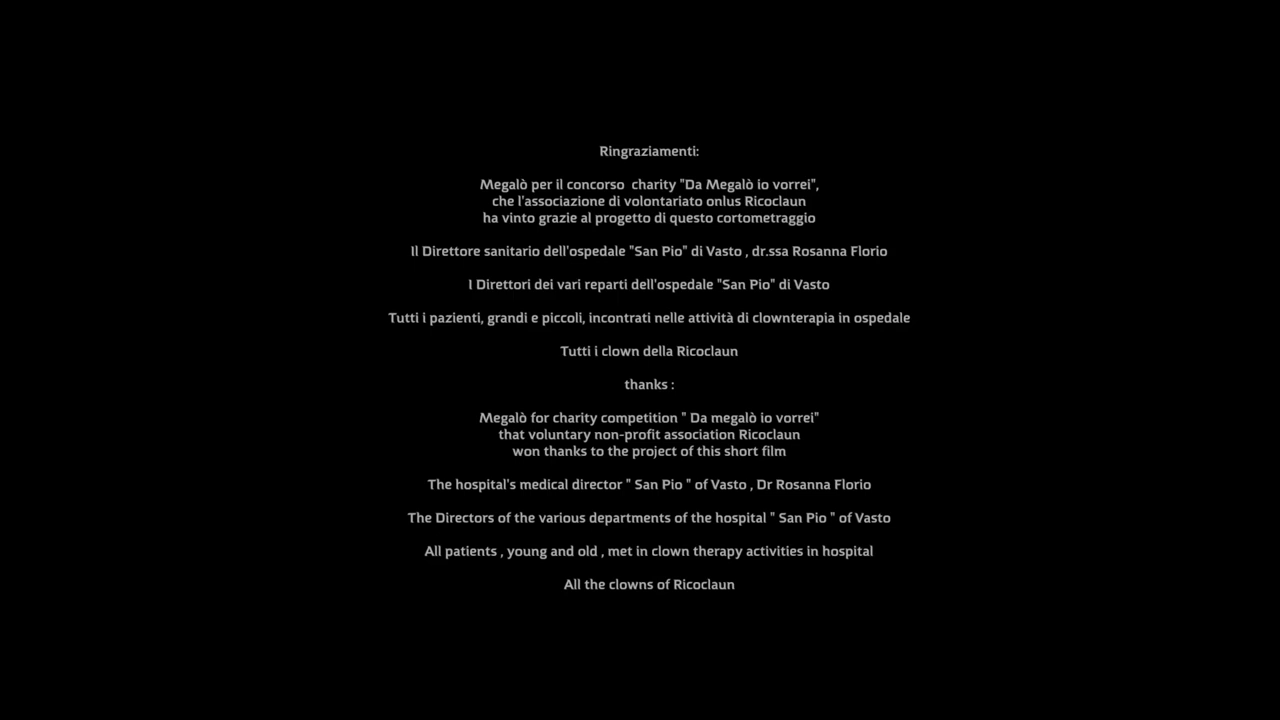 Ringraziamenti:
Megalò per il concorso  charity "Da Megalò io vorrei",
che l'associazione di volontariato onlus Ricoclaun
ha vinto grazie al progetto di questo cortometraggio
Il Direttore sanitario dell'ospedale "San Pio" di Vasto , dr.ssa Rosanna Florio
I Direttori dei vari reparti dell'ospedale "San Pio" di Vasto
Tutti i pazienti, grandi e piccoli, incontrati nelle attività di clownterapia in ospedale
Tutti i clown della Ricoclaun
thanks :
Megalò for charity competition " Da megalò io vorrei"
that voluntary non-profit association Ricoclaun
won thanks to the project of this short film
The hospital's medical director " San Pio " of Vasto , Dr Rosanna Florio
The Directors of the various departments of the hospital " San Pio " of Vasto
All patients , young and old , met in clown therapy activities in hospital
All the clowns of Ricoclaun